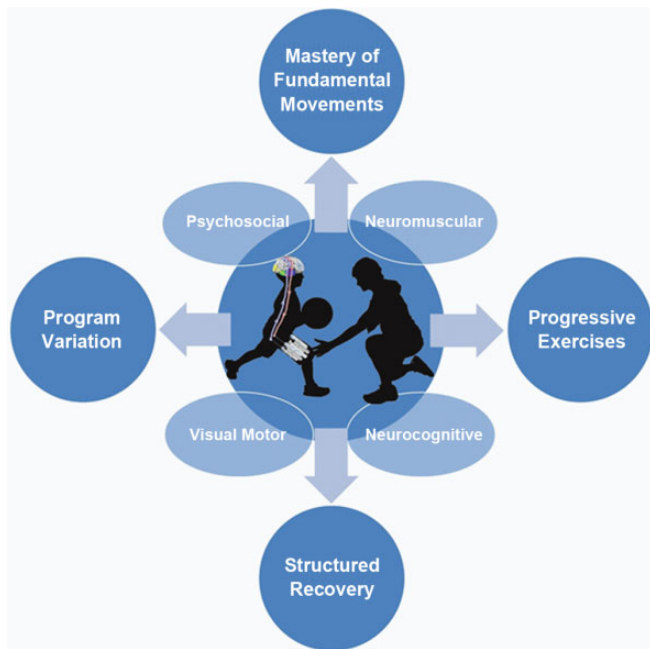 Mastery of
Fundamental
Movements
Psychosocial
Neuromuscular
Program
Variation
Progressive
Exercises
Visual Motor
Neurocognitive
Structured
Recovery